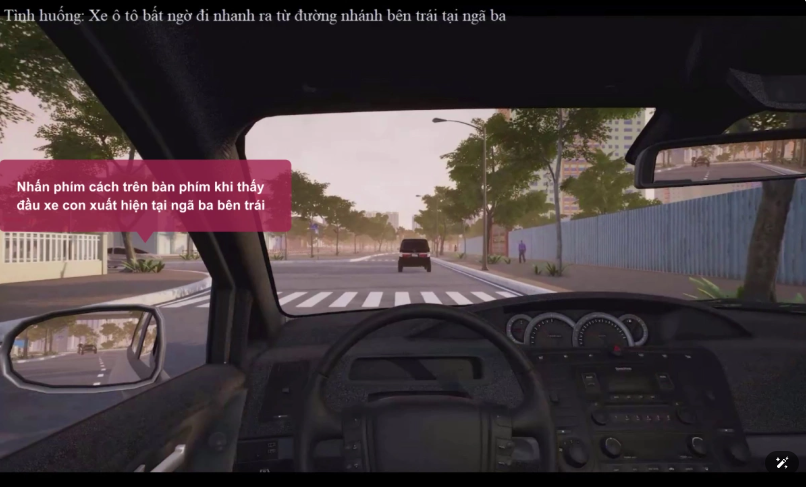 Tình huống: Xe ô tô bất ngờ đi nhanh ra từ đường nhánh bên trái tại ngã ba
Nhấn phím cách trên bàn phím khi thấy
đầu xe con xuất hiện tại ngã ba bên trái